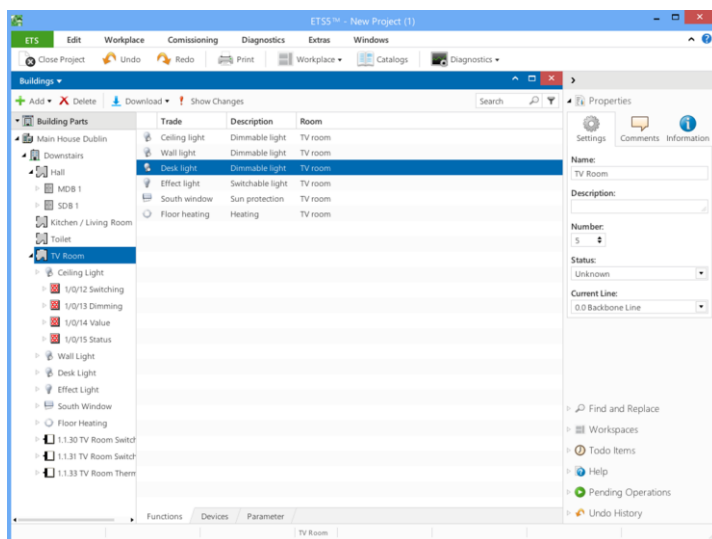 ETS5™ - New Project (1)
ETS Edit Workplace Comissioning Diagnostics Extras Windows
Close Project Undo Redo Print Workplace Catalogs Diagnostics
Buildings
Add Delete Download Show Changes Search
Building Parts
Main House Dublin
Downstairs
Hall
MDB 1
SDB 1
Kitchen / Living Room
Toilet
TV Room
Ceiling Light
1/0/12 Switching
1/0/13 Dimming
1/0/14 Value
1/0/15 Status
Wall Light
Desk Light
Effect Light
South Window
Floor Heating
1.1.30 TV Room Switch
1.1.31 TV Room Switch
1.1.33 TV Room Therm
Trade Description Room
Ceiling light Dimmable light TV room
Wall light Dimmable light TV room
Desk light Dimmable light TV room
Effect light Switchable light TV room
South window Sun protection TV room
Floor heating Heating TV room
Functions Devices Parameter
Properties
Settings Comments Information
Name:
TV Room
Description:
Number:
5
Status:
Unknown
Current Line:
0.0 Backbone Line
Find and Replace
Workspaces
Todo Items
Help
Pending Operations
Undo History
TV Room